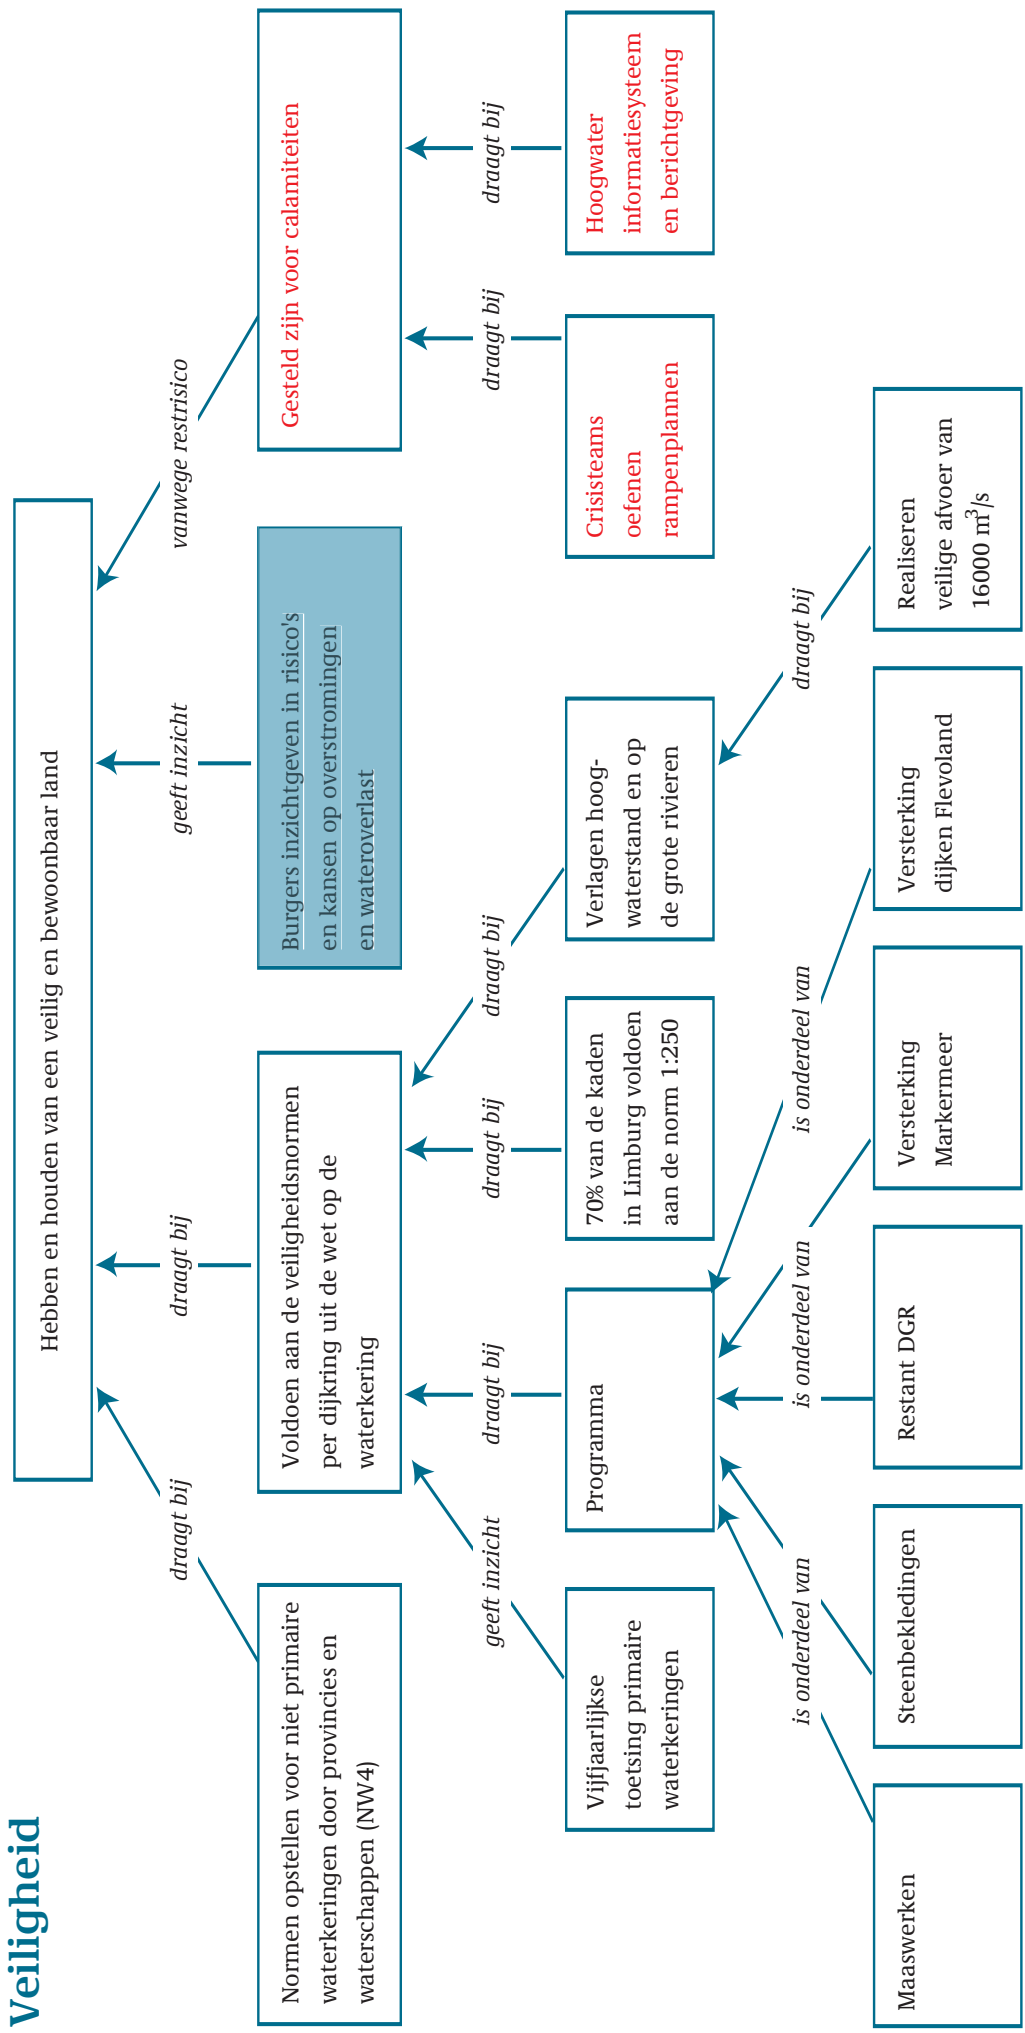 Veiligheid
Hebben en houden van een veilig en bewoonbaar land
draagt bij
draagt bij
geeft inzicht
vanwege restrisico
Normen opstellen voor niet primaire
waterkeringen door provincies en
waterschappen (NW4)
Voldoen aan de veiligheidsnormen
per dijkring uit de wet op de
waterkering
Burgers inzichtgeven in risico's
en kansen op overstromingen
en wateroverlast
Gesteld zijn voor calamiteiten
geeft inzicht
draagt bij
draagt bij
draagt bij
draagt bij
draagt bij
Vijfjaarlijkse
toetsing primaire
waterkeringen
Programma
70% van de kaden
in Limburg voldoen
aan de norm 1:250
Verlagen hoog-
waterstand en op
de grote rivieren
Crisisteams
oefenen
rampenplannen
Hoogwater
informatiesysteem
en berichtgeving
is onderdeel van
is onderdeel van
is onderdeel van
draagt bij
Maaswerken
Steenbekledingen
Restant DGR
Versterking
Markermeer
Versterking
dijken Flevoland
Realiseren
veilige afvoer van
16000 m³/s